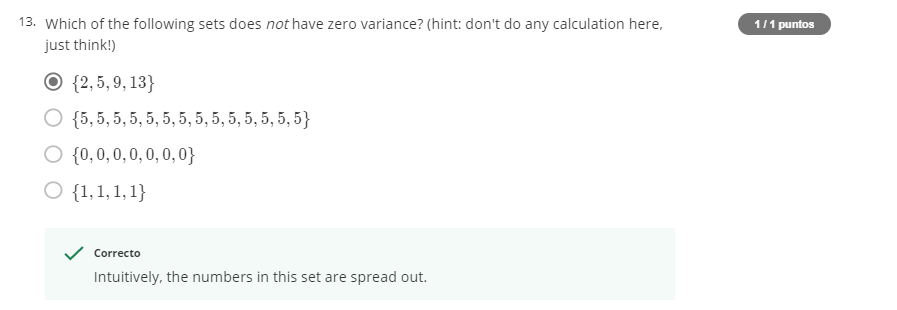 13. Which of the following sets does not have zero variance? (hint: don't do any calculation here,
just think!)
1 / 1 puntos
{2, 5, 9, 13}
{5, 5, 5, 5, 5, 5, 5, 5, 5, 5, 5, 5, 5, 5}
{0, 0, 0, 0, 0, 0, 0}
{1, 1, 1, 1}
Correcto
Intuitively, the numbers in this set are spread out.